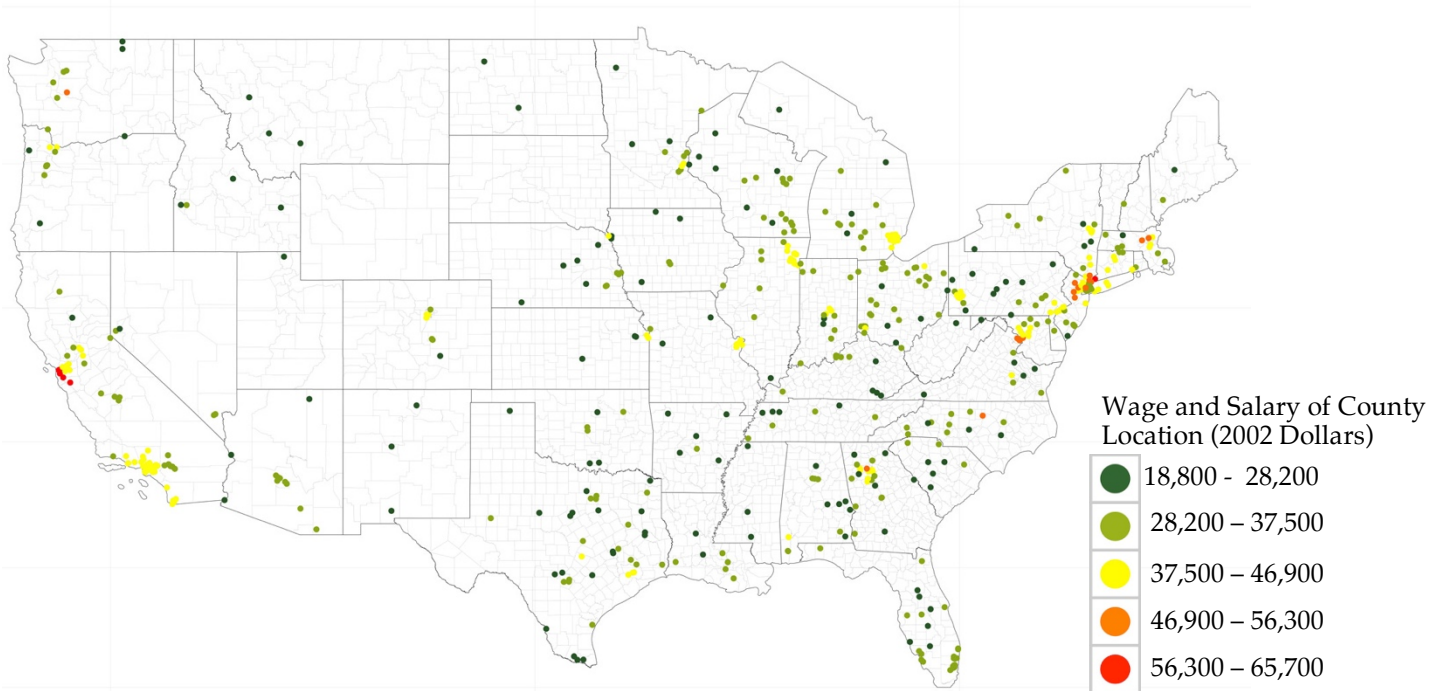 Wage and Salary of County
Location (2002 Dollars)
18,800 - 28,200
28,200 – 37,500
37,500 – 46,900
46,900 – 56,300
56,300 – 65,700